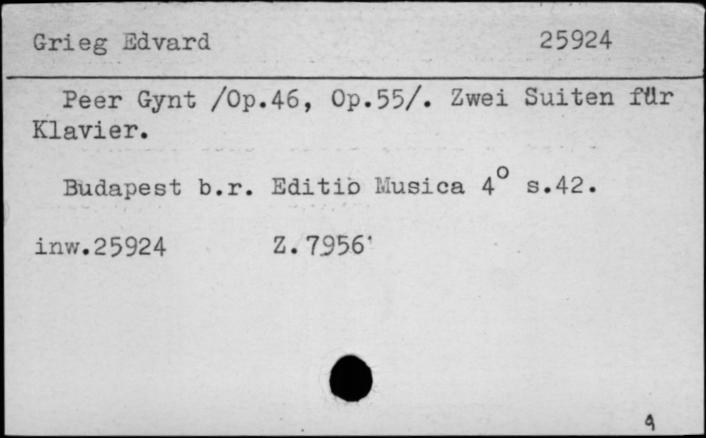 Grieg Edvard 25924
Peer Gynt /Op.46, Op.55/. Zwei Suiten für
Klavier.
Budapest b.r. Editio Musica 4° s.42.
inw.25924 Z.7956
9